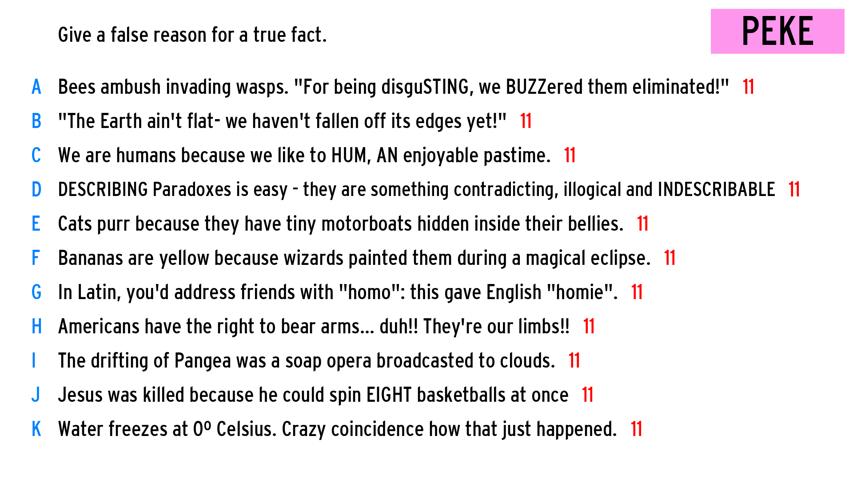 Give a false reason for a true fact.
PEKE
A Bees ambush invading wasps. "For being disguSTING, we BUZZered them eliminated!" 11
B "The Earth ain't flat- we haven't fallen off its edges yet!" 11
C We are humans because we like to HUM, AN enjoyable pastime. 11
D DESCRIBING Paradoxes is easy - they are something contradicting, illogical and INDESCRIBABLE 11
E Cats purr because they have tiny motorboats hidden inside their bellies. 11
F Bananas are yellow because wizards painted them during a magical eclipse. 11
G In Latin, you'd address friends with "homo": this gave English "homie". 11
H Americans have the right to bear arms... duh!! They're our limbs!! 11
I The drifting of Pangea was a soap opera broadcasted to clouds. 11
J Jesus was killed because he could spin EIGHT basketballs at once 11
K Water freezes at 0º Celsius. Crazy coincidence how that just happened. 11